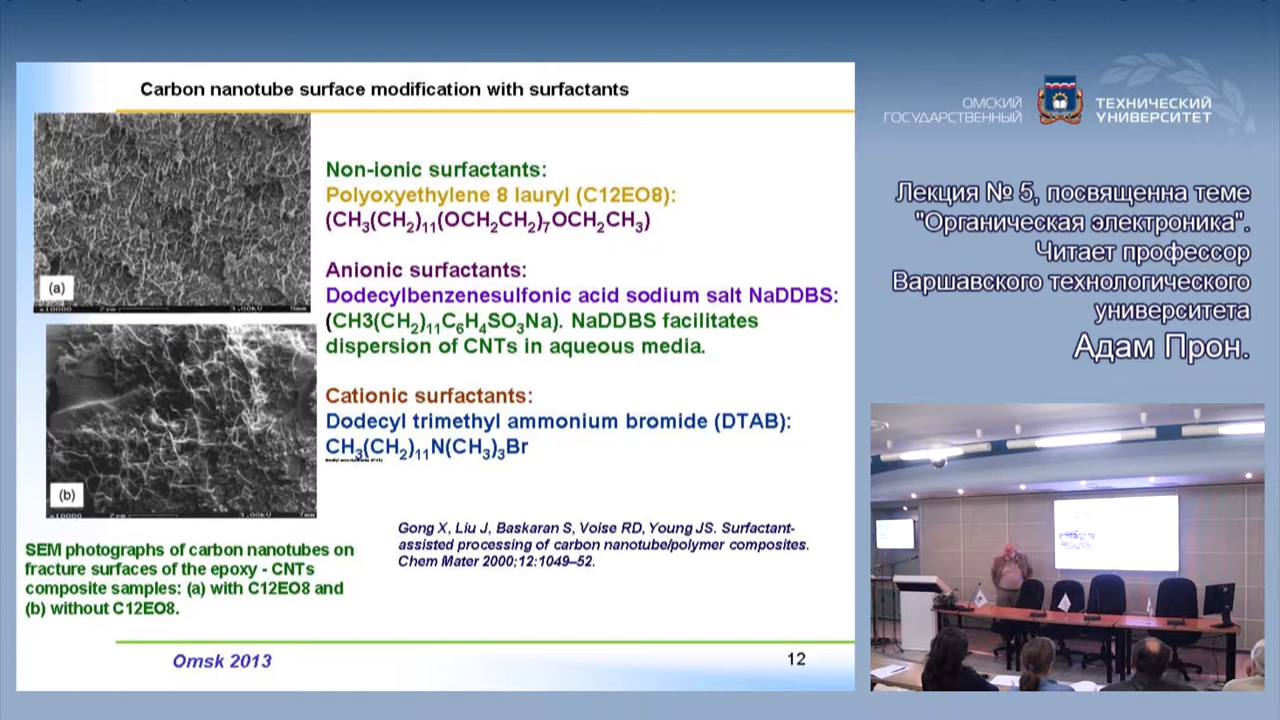 Carbon nanotube surface modification with surfactants
(a)
(b)
SEM photographs of carbon nanotubes on
fracture surfaces of the epoxy - CNTs
composite samples: (a) with C12EO8 and
(b) without C12EO8.
Non-ionic surfactants:
Polyoxyethylene 8 lauryl (C12EO8):
(CH₃(CH₂)₁₁(OCH₂CH₂)₇OCH₂CH₃)
Anionic surfactants:
Dodecylbenzenesulfonic acid sodium salt NaDDBS:
(CH3(CH₂)₁₁C₆H₄SO₃Na). NaDDBS facilitates
dispersion of CNTs in aqueous media.
Cationic surfactants:
Dodecyl trimethyl ammonium bromide (DTAB):
CH₃(CH₂)₁₁N(CH₃)₃Br
Gong X, Liu J, Baskaran S, Voise RD, Young JS. Surfactant-
assisted processing of carbon nanotube/polymer composites.
Chem Mater 2000;12:1049–52.
Omsk 2013
12
ОМСКИЙ
ГОСУДАРСТВЕННЫЙ
ТЕХНИЧЕСКИЙ
УНИВЕРСИТЕТ
Лекция № 5, посвященна теме
"Органическая электроника".
Читает профессор
Варшавского технологического
университета
Адам Прон.